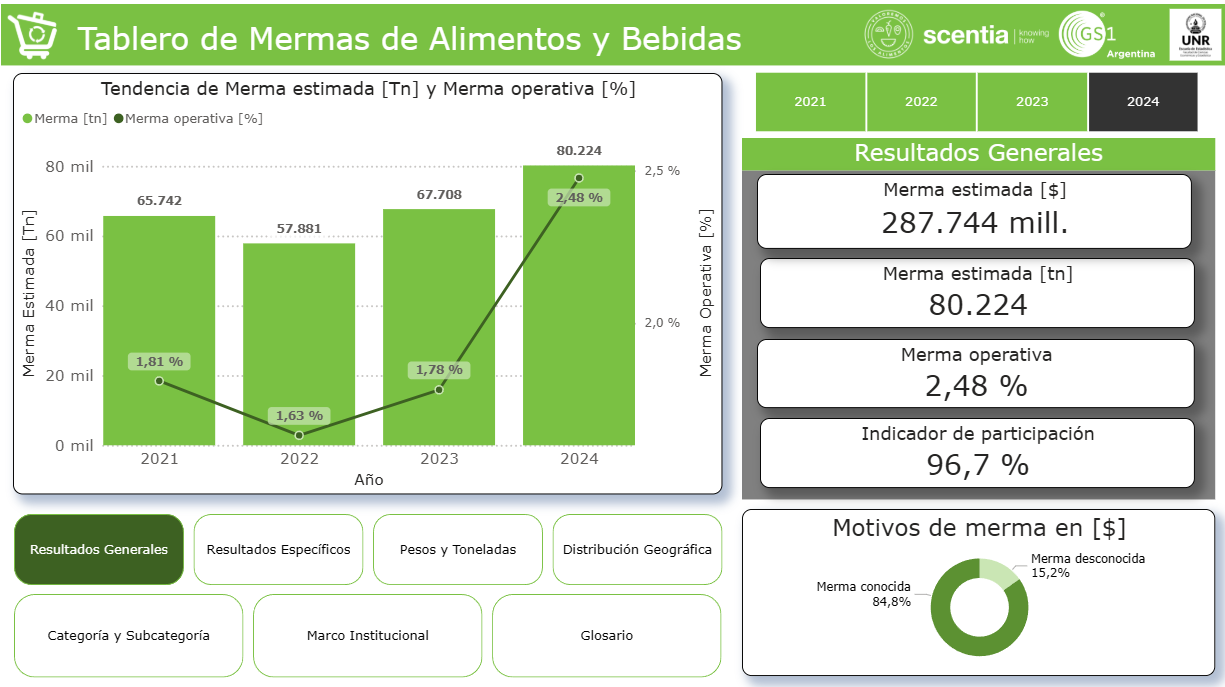 Tablero de Mermas de Alimentos y Bebidas
scentia | knowing how
GS1
Argentina
UNR
Tendencia de Merma estimada [Tn] y Merma operativa [%]
Merma [tn] Merma operativa [%]
Merma Estimada [Tn]
80 mil
60 mil
40 mil
20 mil
0 mil
65.742
57.881
67.708
80.224
1,81 %
1,63 %
1,78 %
2,48 %
2,5 %
2,0 %
Merma Operativa [%]
2021 2022 2023 2024
Año
2021 2022 2023 2024
Resultados Generales
Merma estimada [$]
287.744 mill.
Merma estimada [tn]
80.224
Merma operativa
2,48 %
Indicador de participación
96,7 %
Resultados Generales
Resultados Específicos
Pesos y Toneladas
Distribución Geográfica
Categoría y Subcategoría
Marco Institucional
Glosario
Motivos de merma en [$]
Merma desconocida
15,2%
Merma conocida
84,8%